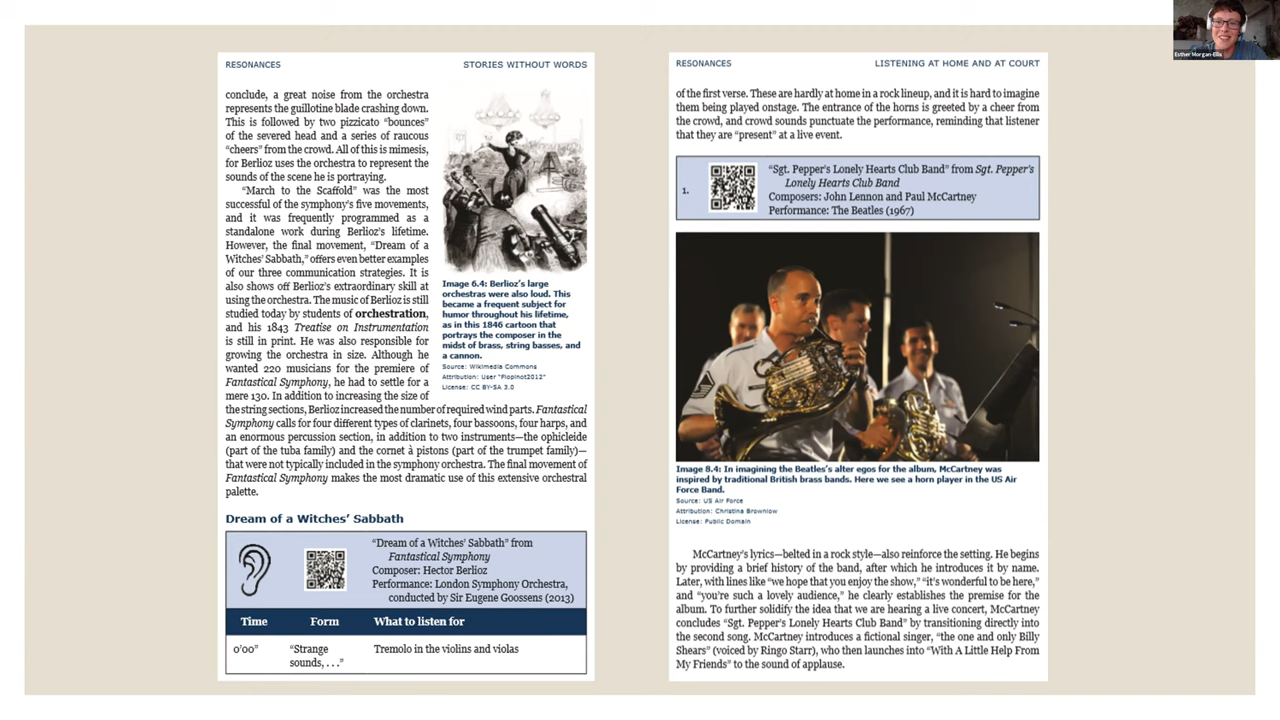 RESONANCES
STORIES WITHOUT WORDS
conclude, a great noise from the orchestra
represents the guillotine blade crashing down.
This is followed by two pizzicato “bounces”
of the severed head and a series of raucous
“cheers” from the crowd. All of this is mimesis,
for Berlioz uses the orchestra to represent the
sounds of the scene he is portraying.
“March to the Scaffold” was the most
successful of the symphony’s five movements,
and it was frequently programmed as a
standalone work during Berlioz’s lifetime.
However, the final movement, “Dream of a
Witches’ Sabbath,” offers even better examples
of our three communication strategies. It is
also shows off Berlioz’s extraordinary skill at
using the orchestra. The music of Berlioz is still
studied today by students of orchestration,
and his 1843 Treatise on Instrumentation
is still in print. He was also responsible for
growing the orchestra in size. Although he
wanted 220 musicians for the premiere of
Fantastical Symphony, he had to settle for a
mere 130. In addition to increasing the size of
the string sections, Berlioz increased the number of required wind parts. Fantastical
Symphony calls for four different types of clarinets, four bassoons, four harps, and
an enormous percussion section, in addition to two instruments—the ophicleide
(part of the tuba family) and the cornet à pistons (part of the trumpet family)—
that were not typically included in the symphony orchestra. The final movement of
Fantastical Symphony makes the most dramatic use of this extensive orchestral
palette.
Image 6.4: Berlioz’s large
orchestras were also loud. This
became a frequent subject for
humor throughout his lifetime,
as in this 1846 cartoon that
portrays the composer in the
midst of brass, string basses, and
a cannon.
Source: Wikimedia Commons
Attribution: User “Flopinot2012”
License: CC BY-SA 3.0
Dream of a Witches’ Sabbath
“Dream of a Witches’ Sabbath” from
Fantastical Symphony
Composer: Hector Berlioz
Performance: London Symphony Orchestra,
conducted by Sir Eugene Goossens (2013)
Time Form What to listen for
0’00” “Strange Tremolo in the violins and violas
sounds, . . .”
RESONANCES
LISTENING AT HOME AND AT COURT
of the first verse. These are hardly at home in a rock lineup, and it is hard to imagine
them being played onstage. The entrance of the horns is greeted by a cheer from
the crowd, and crowd sounds punctuate the performance, reminding that listener
that they are “present” at a live event.
1.
“Sgt. Pepper’s Lonely Hearts Club Band” from Sgt. Pepper’s
Lonely Hearts Club Band
Composers: John Lennon and Paul McCartney
Performance: The Beatles (1967)
Image 8.4: In imagining the Beatles’s alter egos for the album, McCartney was
inspired by traditional British brass bands. Here we see a horn player in the US Air
Force Band.
Source: US Air Force
Attribution: Christina Brownlow
License: Public Domain
McCartney’s lyrics—belted in a rock style—also reinforce the setting. He begins
by providing a brief history of the band, after which he introduces it by name.
Later, with lines like “we hope that you enjoy the show,” “it’s wonderful to be here,”
and “you’re such a lovely audience,” he clearly establishes the premise for the
album. To further solidify the idea that we are hearing a live concert, McCartney
concludes “Sgt. Pepper’s Lonely Hearts Club Band” by transitioning directly into
the second song. McCartney introduces a fictional singer, “the one and only Billy
Shears” (voiced by Ringo Starr), who then launches into “With A Little Help From
My Friends” to the sound of applause.
Esther Morgan-Ellis